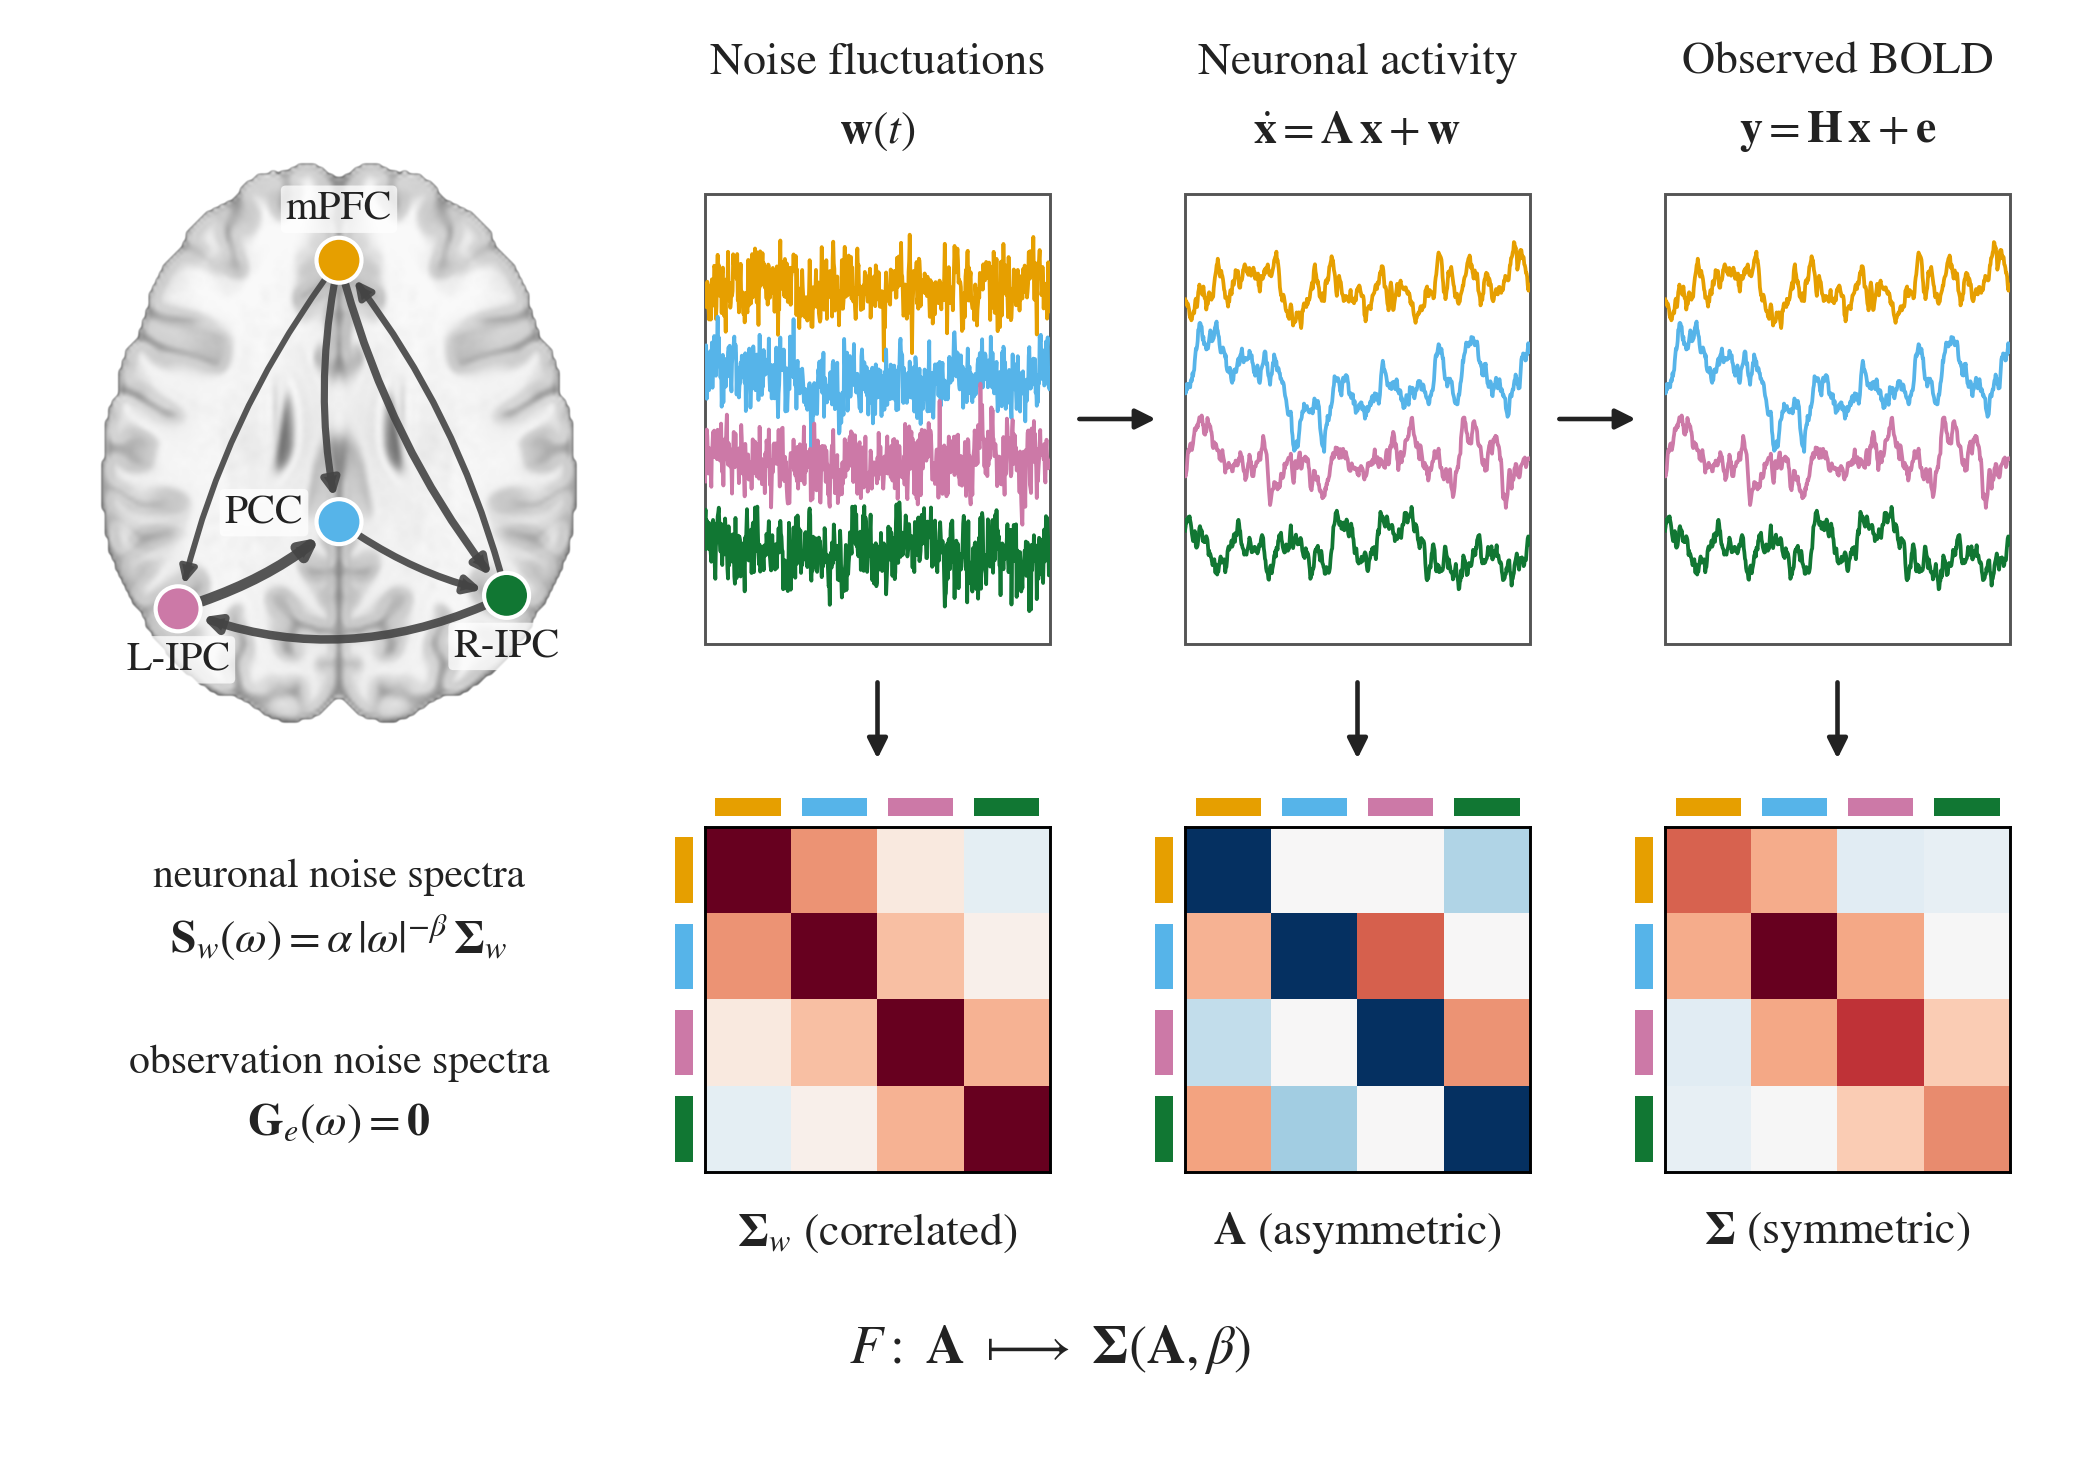 Noise fluctuations
w(t)
Neuronal activity
ẋ = A x + w
Observed BOLD
y = H x + e
mPFC
PCC
L-IPC
R-IPC
neuronal noise spectra
S_w(ω) = α |ω|^{−β} Σ_w
observation noise spectra
G_e(ω) = 0
Σ_w (correlated)
A (asymmetric)
Σ (symmetric)
F: A ⟼ Σ(A, β)